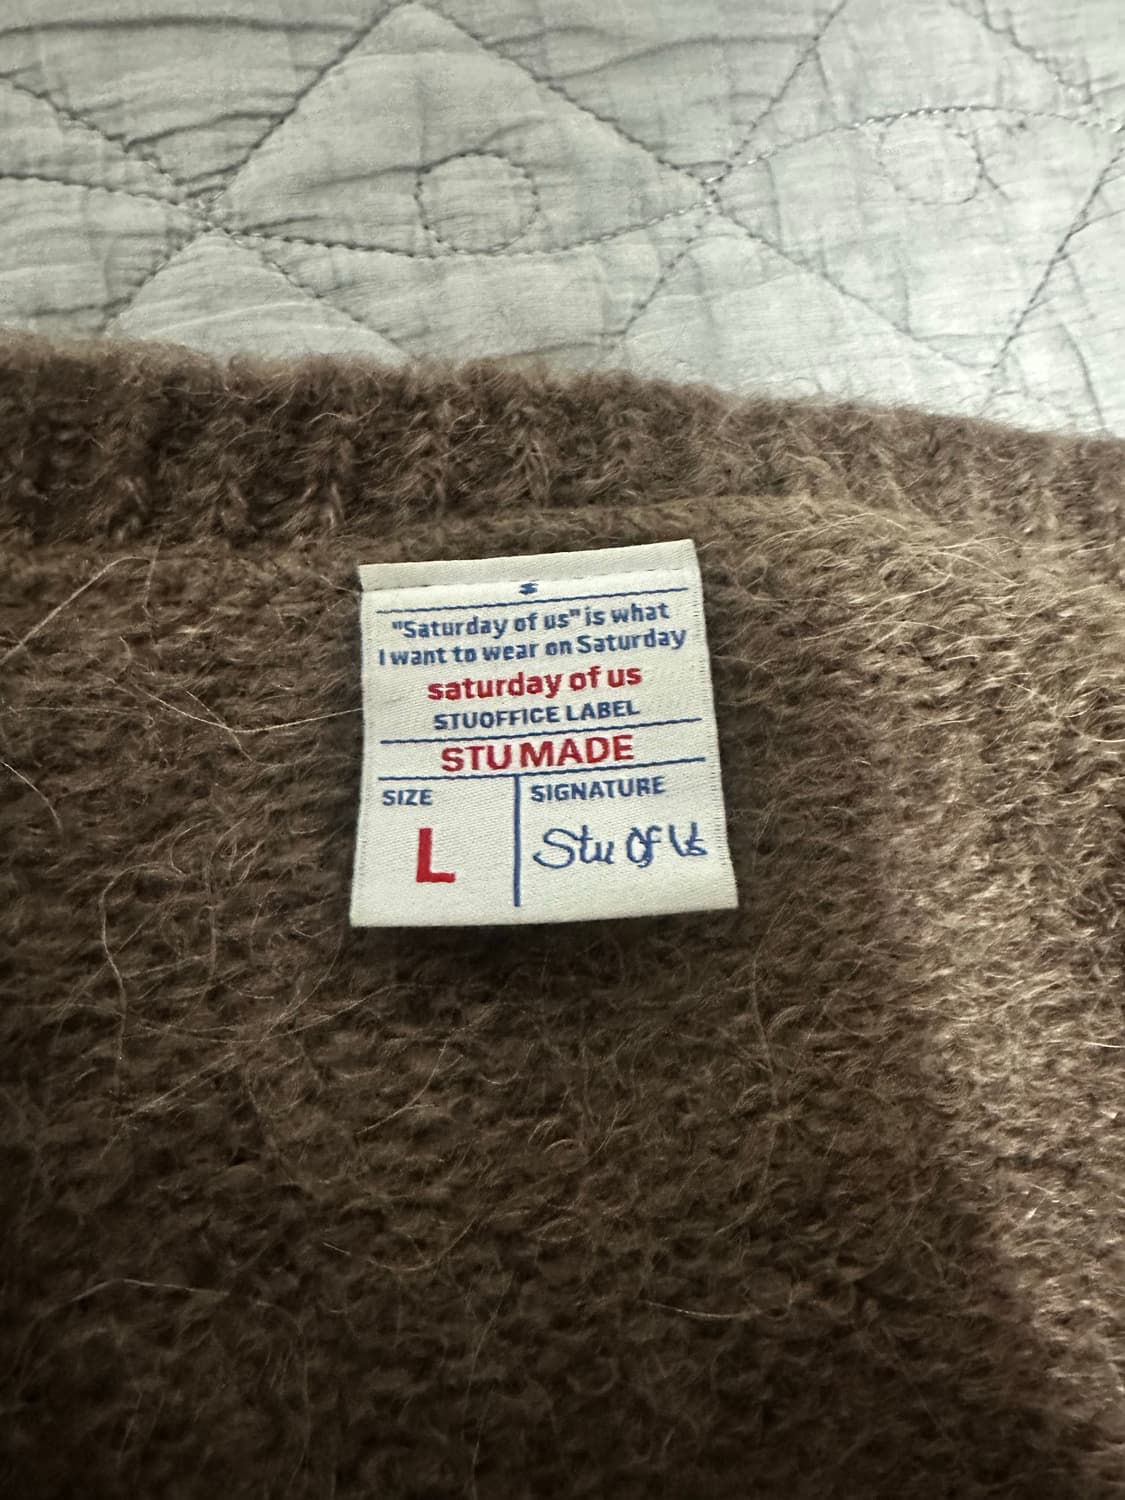 "Saturday of us" is what
I want to wear on Saturday
saturday of us
STUOFFICE LABEL
STU MADE
SIZE
L
SIGNATURE
Stu Of Us